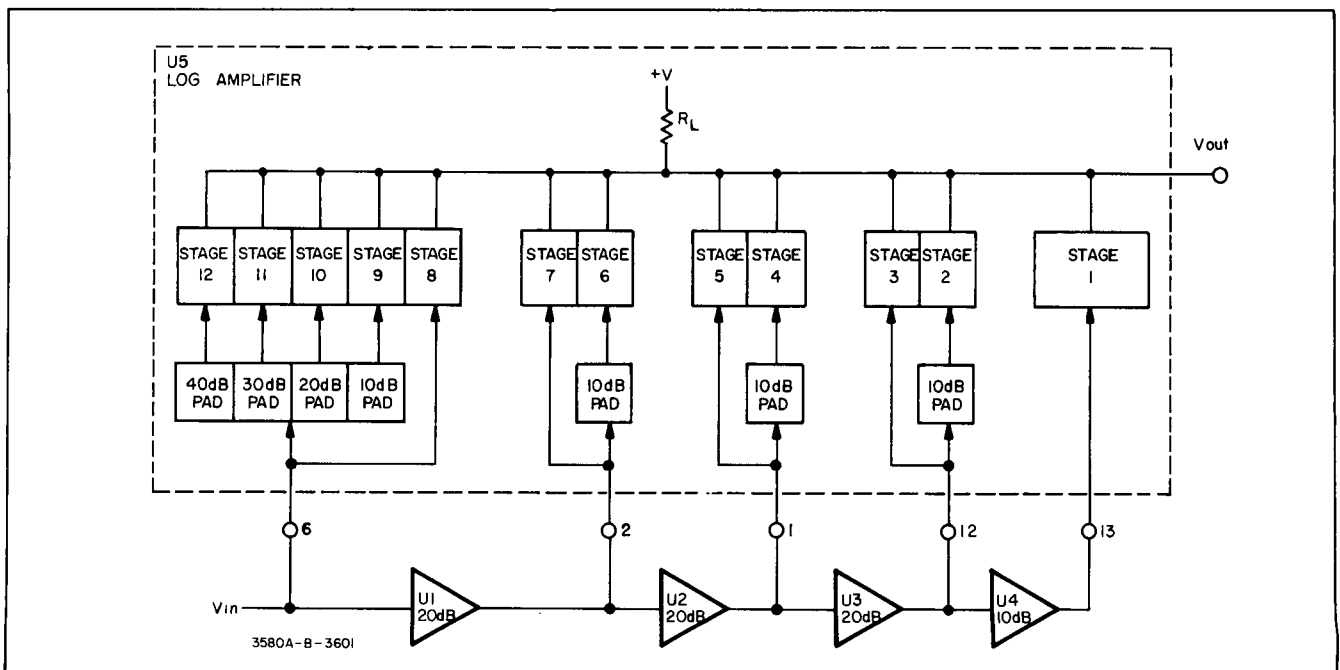 U5
LOG AMPLIFIER
+V
RL
Vout
STAGE 12
STAGE 11
STAGE 10
STAGE 9
STAGE 8
STAGE 7
STAGE 6
STAGE 5
STAGE 4
STAGE 3
STAGE 2
STAGE 1
40dB PAD
30dB PAD
20dB PAD
10dB PAD
10dB PAD
10dB PAD
10dB PAD
6
2
1
12
13
Vin
U1 20dB
U2 20dB
U3 20dB
U4 10dB
3580A-B-3601